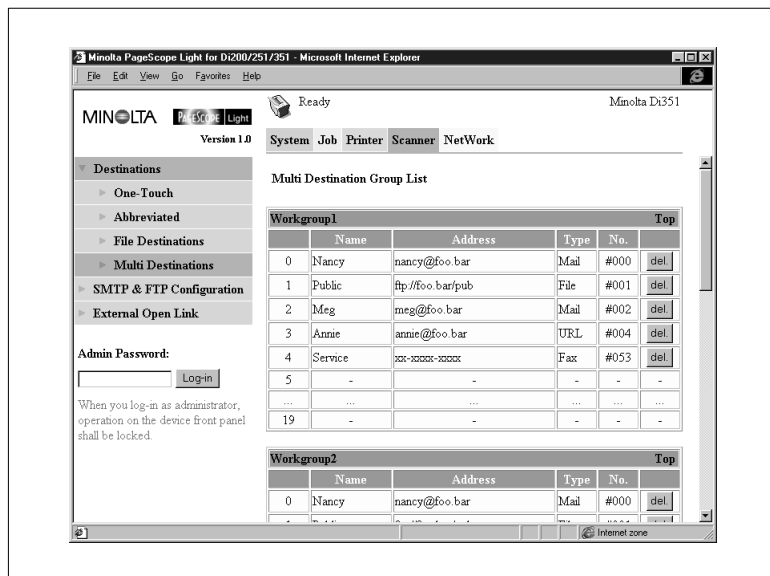 Minolta PageScope Light for Di200/251/351 - Microsoft Internet Explorer
File Edit View Go Favorites Help
MINOLTA PAGESCOPE Light
Version 1.0
Ready Minolta Di351
System Job Printer Scanner NetWork
Destinations
One-Touch
Abbreviated
File Destinations
Multi Destinations
SMTP & FTP Configuration
External Open Link
Admin Password:
Log-in
When you log-in as administrator,
operation on the device front panel
shall be locked.
Multi Destination Group List
Workgroup1 Top
Name Address Type No.
0 Nancy nancy@foo.bar Mail #000 del.
1 Public ftp://foo.bar/pub File #001 del.
2 Meg meg@foo.bar Mail #002 del.
3 Annie annie@foo.bar URL #004 del.
4 Service xx-xxxx-xxxx Fax #053 del.
5 - - - - -
... ... ... ... ... ...
19 - - - - -
Workgroup2 Top
Name Address Type No.
0 Nancy nancy@foo.bar Mail #000 del.
Internet zone